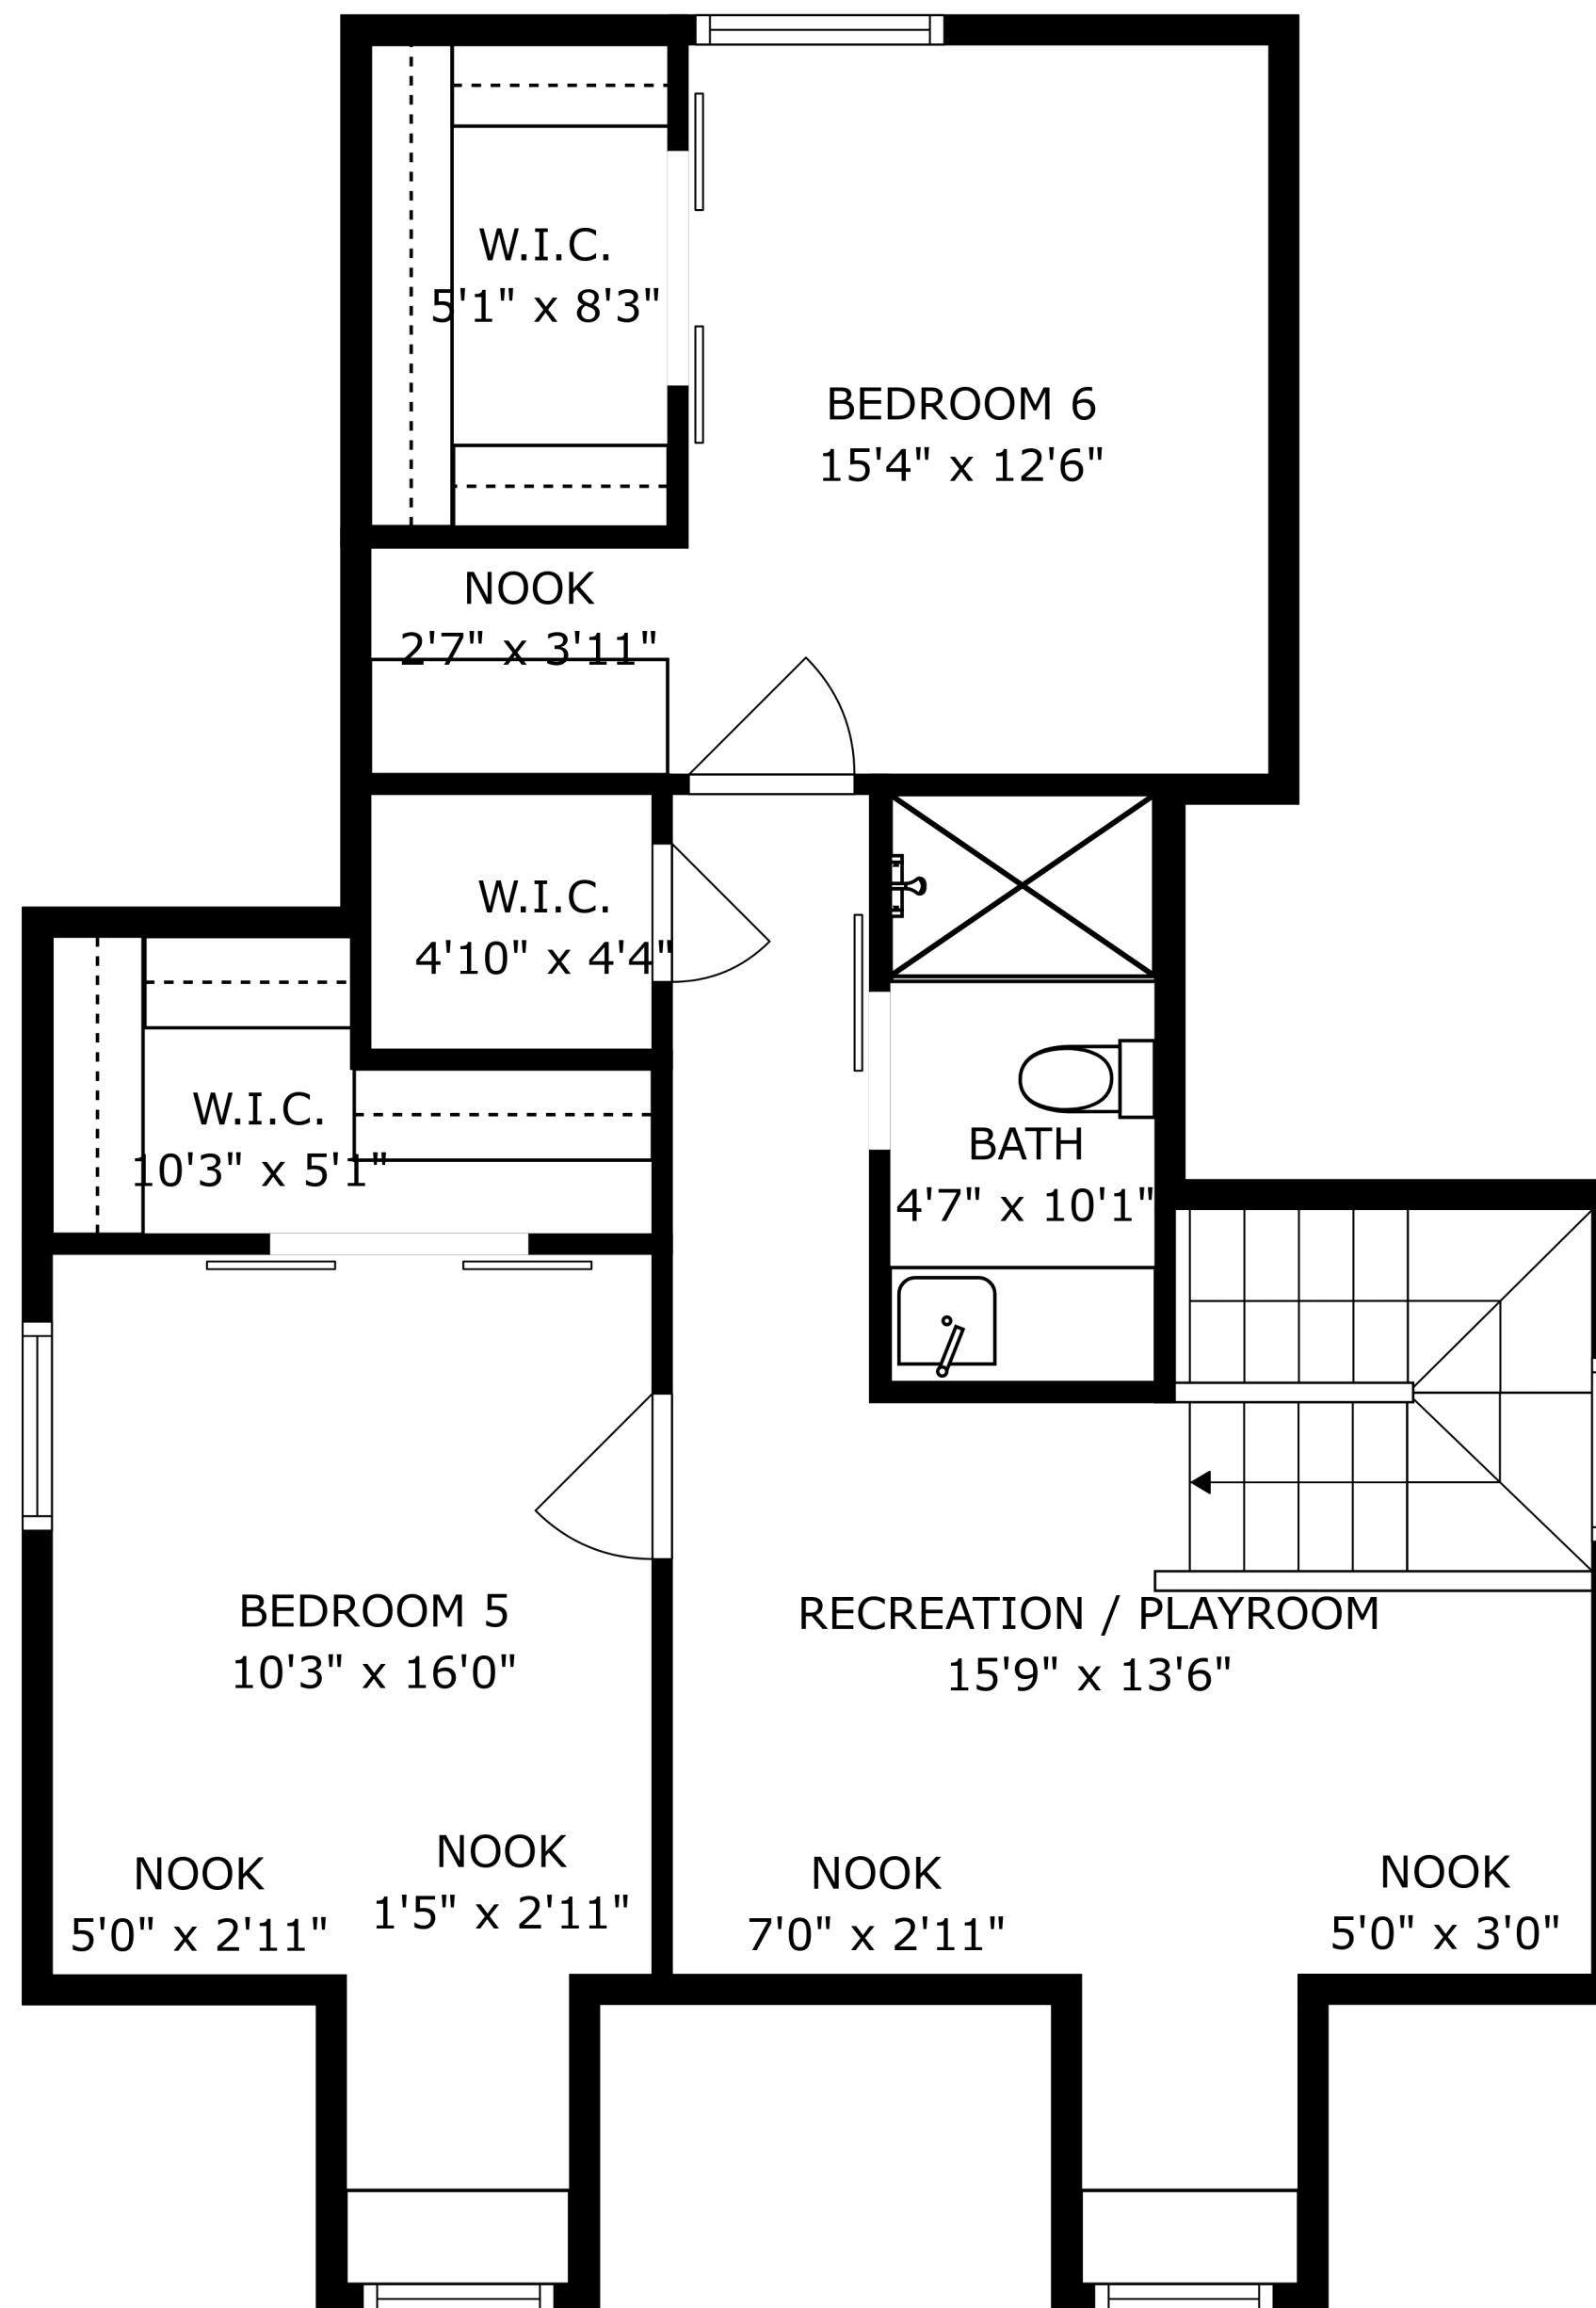 W.I.C.
5'1" x 8'3"
BEDROOM 6
15'4" x 12'6"
NOOK
2'7" x 3'11"
W.I.C.
4'10" x 4'4"
W.I.C.
10'3" x 5'1"
BATH
4'7" x 10'1"
BEDROOM 5
10'3" x 16'0"
RECREATION / PLAYROOM
15'9" x 13'6"
NOOK
5'0" x 2'11"
NOOK
1'5" x 2'11"
NOOK
7'0" x 2'11"
NOOK
5'0" x 3'0"